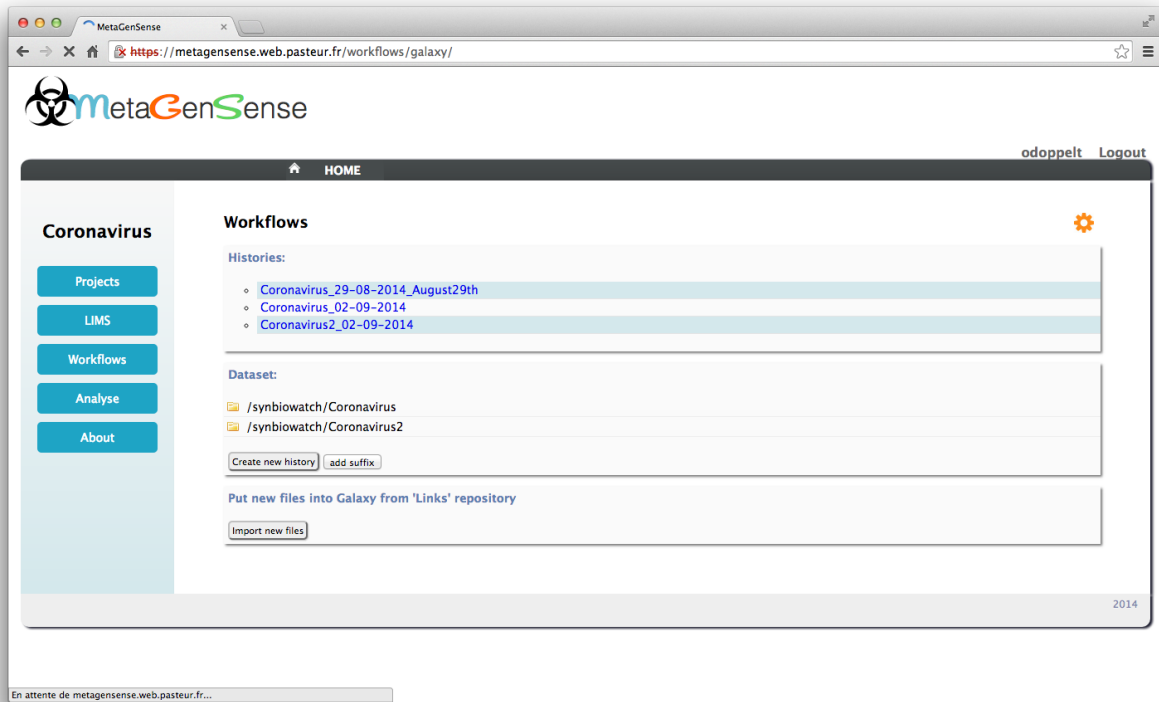 MetaGenSense
https://metagensense.web.pasteur.fr/workflows/galaxy/
MetaGenSense
odoppelt Logout
HOME
Coronavirus
Projects
LIMS
Workflows
Analyse
About
Workflows
Histories:
Coronavirus_29-08-2014_August29th
Coronavirus_02-09-2014
Coronavirus2_02-09-2014
Dataset:
/synbiowatch/Coronavirus
/synbiowatch/Coronavirus2
Create new history add suffix
Put new files into Galaxy from 'Links' repository
Import new files
2014
En attente de metagensense.web.pasteur.fr...